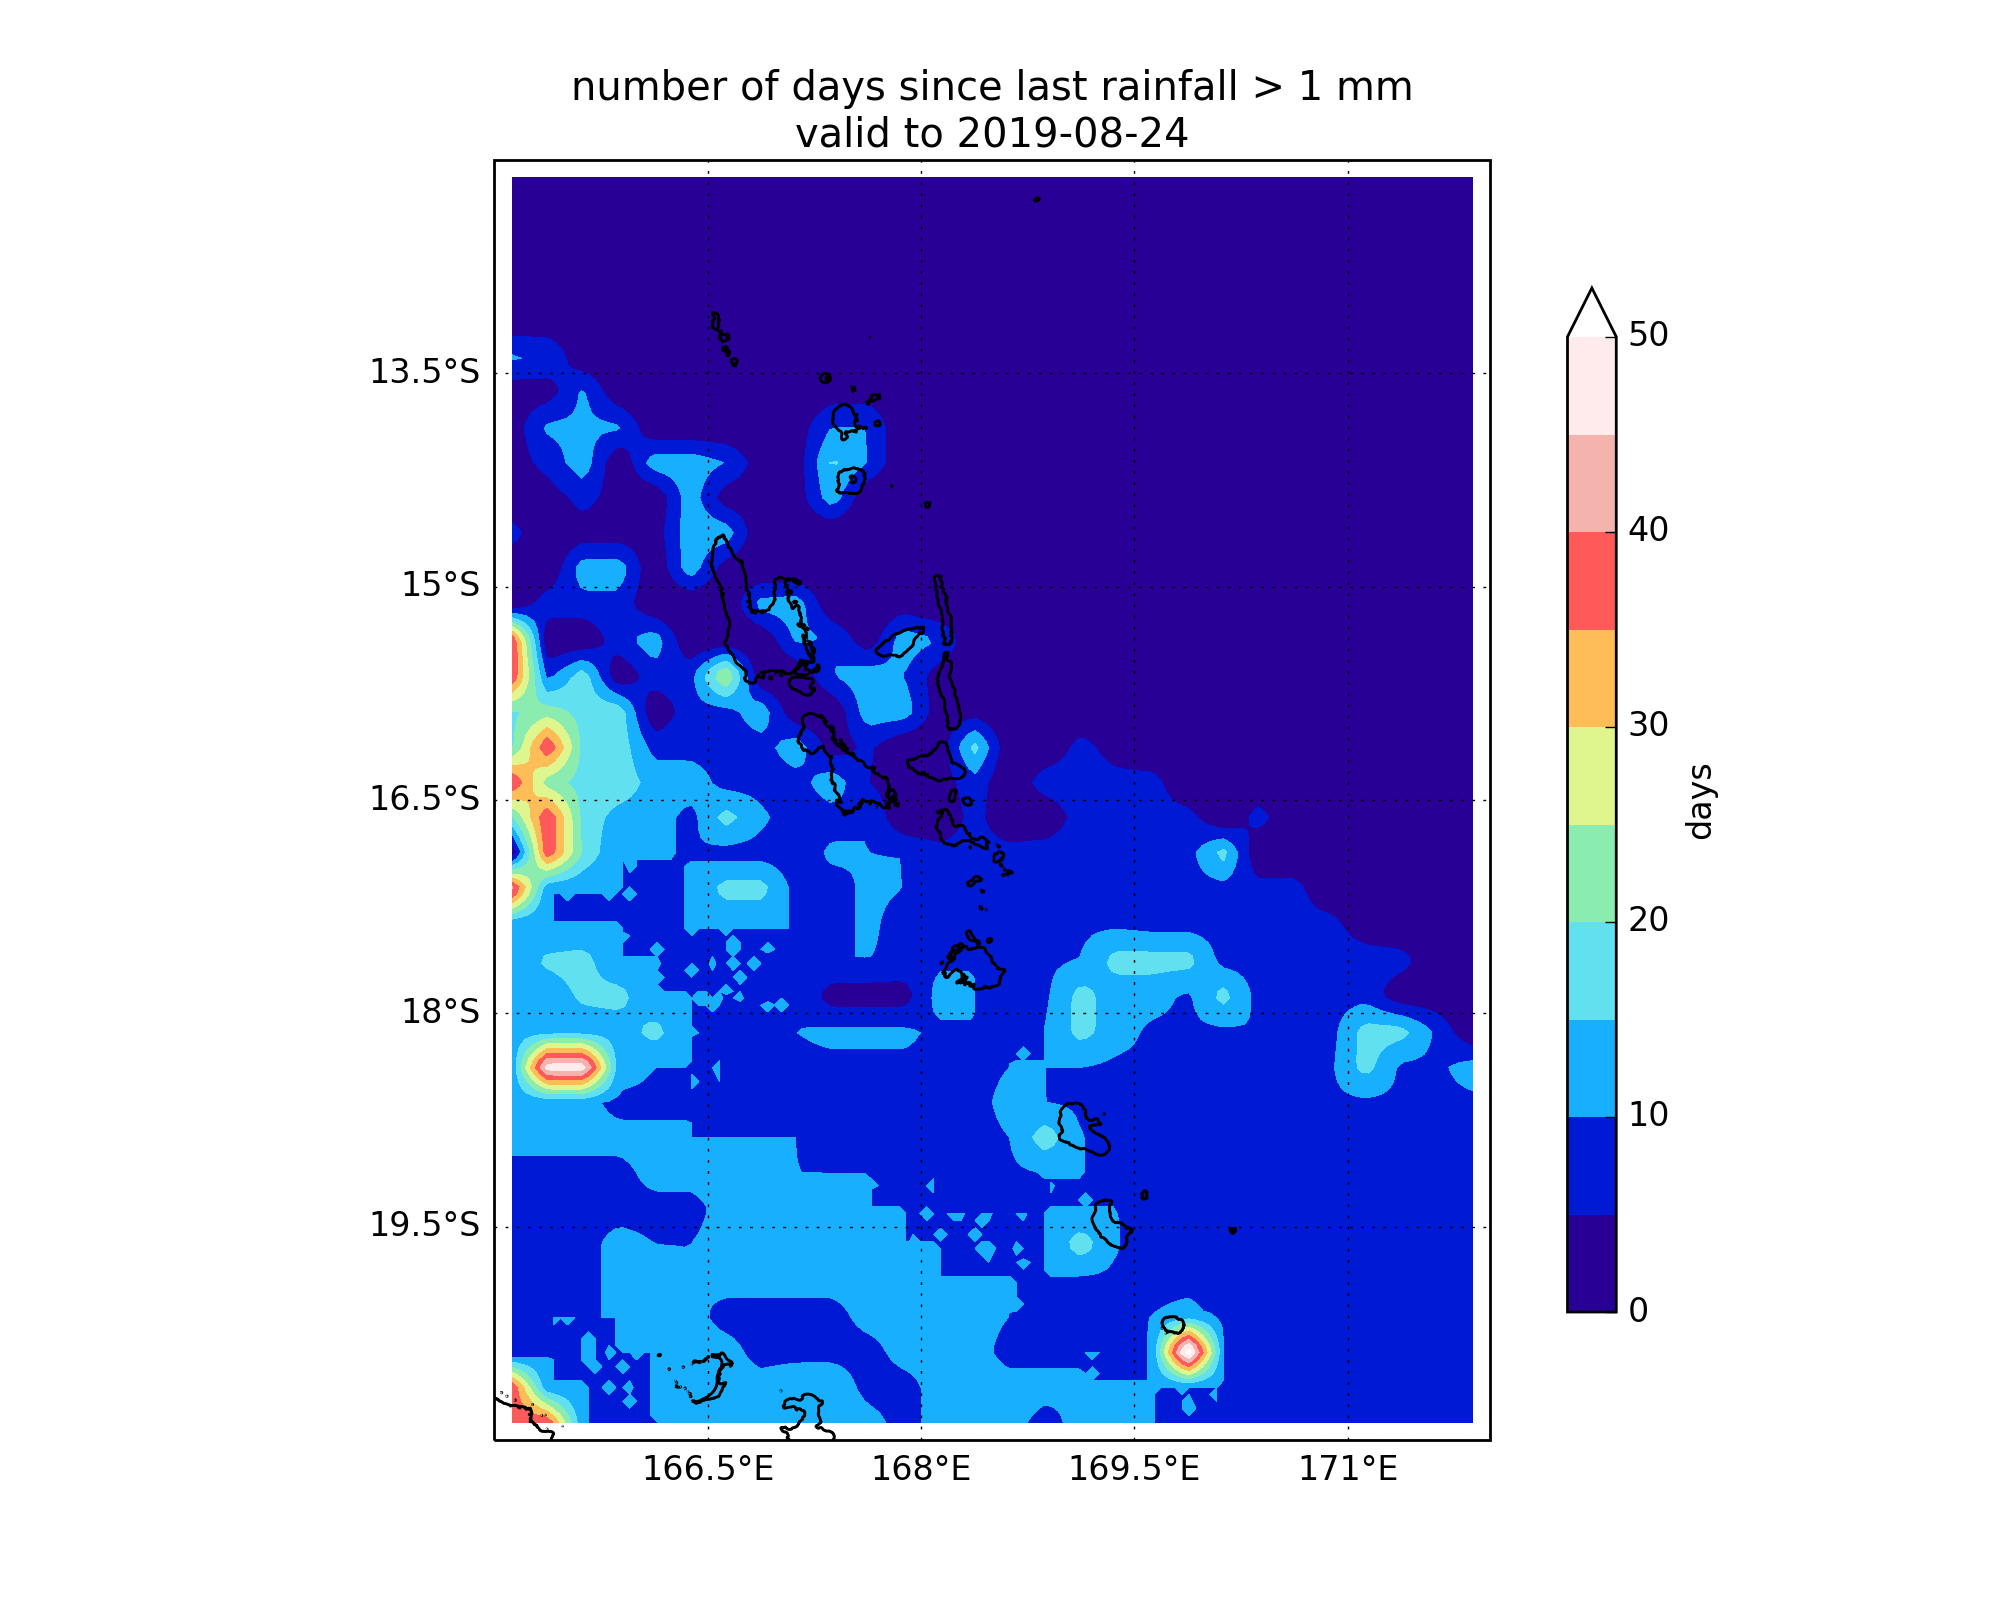 number of days since last rainfall > 1 mm
valid to 2019-08-24
13.5°S
15°S
16.5°S
18°S
19.5°S
166.5°E
168°E
169.5°E
171°E
50
40
30
20
10
0
days